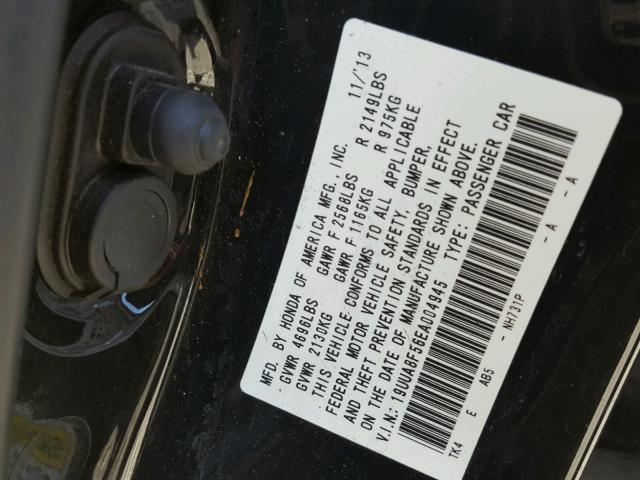 MFD. BY HONDA OF AMERICA MFG., INC. 11/'13
GVWR 4696LBS GAWR F 2568LBS R 2149LBS
GVWR 2130KG GAWR F 1165KG R 975KG
THIS VEHICLE CONFORMS TO ALL APPLICABLE
FEDERAL MOTOR VEHICLE SAFETY, BUMPER,
AND THEFT PREVENTION STANDARDS IN EFFECT
ON THE DATE OF MANUFACTURE SHOWN ABOVE.
V.I.N.: 19UUA8F56EA004945 TYPE: PASSENGER CAR
TK4 E AB5 - NH731P - A - A